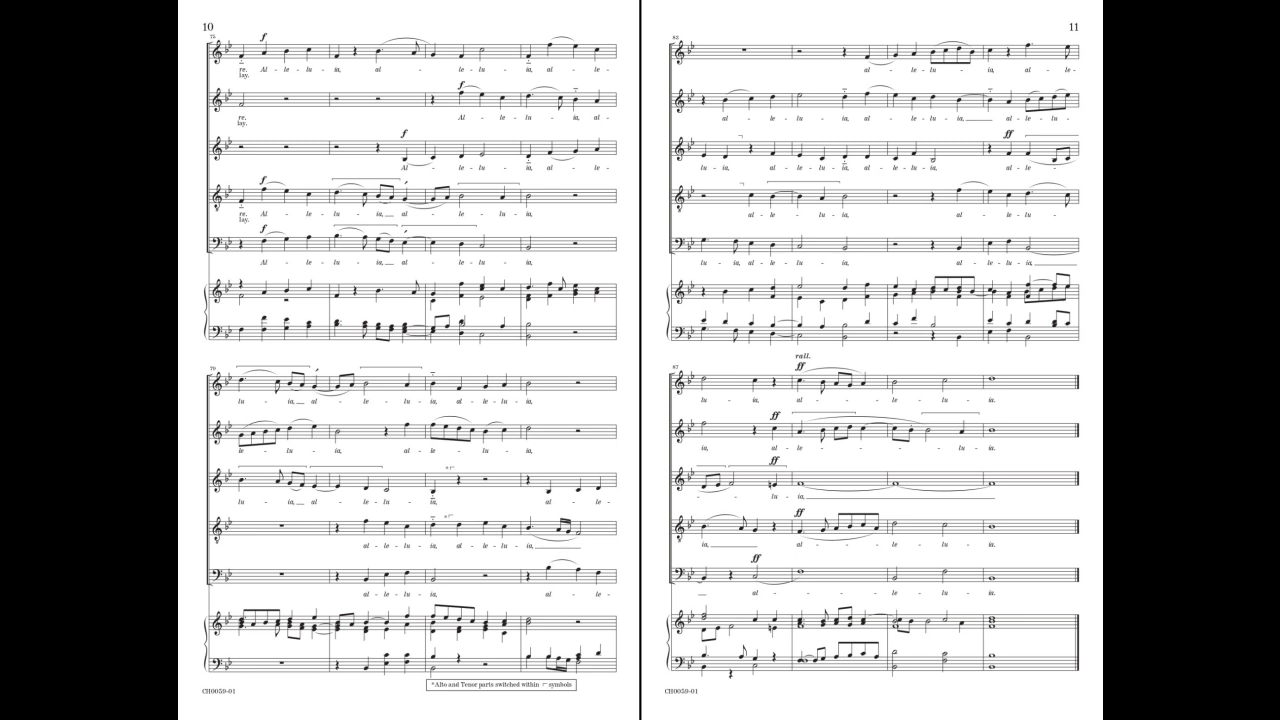 10
75
f
re. Al - le - lu - ia, al - le - lu - ia, al - le -
lay.
f
re. Al - le - lu - ia, al -
lay.
f
Al - le - lu - ia, al - le - lu - ia,
f
re. Al - le - lu - ia, al - le - lu - ia,
lay.
f
Al - le - lu - ia, al - le - lu - ia,
79
lu - ia, al - le - lu - ia, al - le - lu - ia,
le - lu - ia, al - le - lu - ia,
lu - ia, al - le - lu - ia, al - le -
al - le - lu - ia, al - le - lu - ia,
al - le - lu - ia, al - le -
*Alto and Tenor parts switched within ⌐ symbols
CH0059-01
11
83
al - le - lu - ia, al - le -
al - le - lu - ia, al - le - lu - ia, al - le - lu -
ff
lu - ia, al - le - lu - ia, al - le - lu - ia, al - le
al - le - lu - ia, al - le - lu - ia,
lu - ia, al - le - lu - ia, al - le - lu - ia,
87
rall.
ff
lu - ia, al - le - lu - ia.
ff
ia, al - le - lu - ia.
ff
lu - ia,
ff
ia, al - le - lu - ia.
ff
al - le - lu - ia.
CH0059-01